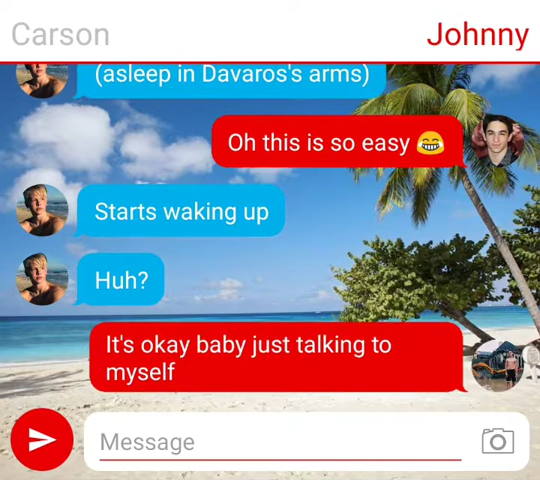 Carson
Johnny
(asleep in Davaros's arms)
Oh this is so easy 😂
Starts waking up
Huh?
It's okay baby just talking to
myself
Message